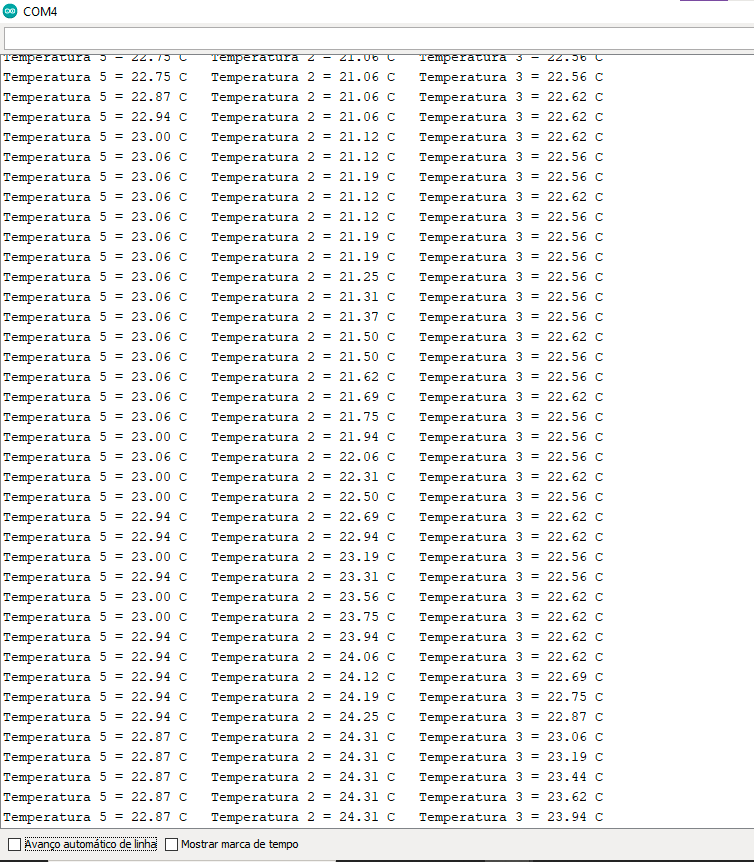 COM4
Temperatura 5 = 22.75 C Temperatura 2 = 21.06 C Temperatura 3 = 22.56 C
Temperatura 5 = 22.75 C Temperatura 2 = 21.06 C Temperatura 3 = 22.56 C
Temperatura 5 = 22.87 C Temperatura 2 = 21.06 C Temperatura 3 = 22.62 C
Temperatura 5 = 22.94 C Temperatura 2 = 21.06 C Temperatura 3 = 22.62 C
Temperatura 5 = 23.00 C Temperatura 2 = 21.12 C Temperatura 3 = 22.62 C
Temperatura 5 = 23.06 C Temperatura 2 = 21.12 C Temperatura 3 = 22.56 C
Temperatura 5 = 23.06 C Temperatura 2 = 21.19 C Temperatura 3 = 22.56 C
Temperatura 5 = 23.06 C Temperatura 2 = 21.12 C Temperatura 3 = 22.62 C
Temperatura 5 = 23.06 C Temperatura 2 = 21.12 C Temperatura 3 = 22.56 C
Temperatura 5 = 23.06 C Temperatura 2 = 21.19 C Temperatura 3 = 22.56 C
Temperatura 5 = 23.06 C Temperatura 2 = 21.19 C Temperatura 3 = 22.56 C
Temperatura 5 = 23.06 C Temperatura 2 = 21.25 C Temperatura 3 = 22.56 C
Temperatura 5 = 23.06 C Temperatura 2 = 21.31 C Temperatura 3 = 22.56 C
Temperatura 5 = 23.06 C Temperatura 2 = 21.37 C Temperatura 3 = 22.56 C
Temperatura 5 = 23.06 C Temperatura 2 = 21.50 C Temperatura 3 = 22.62 C
Temperatura 5 = 23.06 C Temperatura 2 = 21.50 C Temperatura 3 = 22.56 C
Temperatura 5 = 23.06 C Temperatura 2 = 21.62 C Temperatura 3 = 22.56 C
Temperatura 5 = 23.06 C Temperatura 2 = 21.69 C Temperatura 3 = 22.62 C
Temperatura 5 = 23.06 C Temperatura 2 = 21.75 C Temperatura 3 = 22.56 C
Temperatura 5 = 23.00 C Temperatura 2 = 21.94 C Temperatura 3 = 22.56 C
Temperatura 5 = 23.06 C Temperatura 2 = 22.06 C Temperatura 3 = 22.56 C
Temperatura 5 = 23.00 C Temperatura 2 = 22.31 C Temperatura 3 = 22.62 C
Temperatura 5 = 23.00 C Temperatura 2 = 22.50 C Temperatura 3 = 22.56 C
Temperatura 5 = 22.94 C Temperatura 2 = 22.69 C Temperatura 3 = 22.62 C
Temperatura 5 = 22.94 C Temperatura 2 = 22.94 C Temperatura 3 = 22.62 C
Temperatura 5 = 23.00 C Temperatura 2 = 23.19 C Temperatura 3 = 22.56 C
Temperatura 5 = 22.94 C Temperatura 2 = 23.31 C Temperatura 3 = 22.56 C
Temperatura 5 = 23.00 C Temperatura 2 = 23.56 C Temperatura 3 = 22.62 C
Temperatura 5 = 23.00 C Temperatura 2 = 23.75 C Temperatura 3 = 22.62 C
Temperatura 5 = 22.94 C Temperatura 2 = 23.94 C Temperatura 3 = 22.62 C
Temperatura 5 = 22.94 C Temperatura 2 = 24.06 C Temperatura 3 = 22.62 C
Temperatura 5 = 22.94 C Temperatura 2 = 24.12 C Temperatura 3 = 22.69 C
Temperatura 5 = 22.94 C Temperatura 2 = 24.19 C Temperatura 3 = 22.75 C
Temperatura 5 = 22.94 C Temperatura 2 = 24.25 C Temperatura 3 = 22.87 C
Temperatura 5 = 22.87 C Temperatura 2 = 24.31 C Temperatura 3 = 23.06 C
Temperatura 5 = 22.87 C Temperatura 2 = 24.31 C Temperatura 3 = 23.19 C
Temperatura 5 = 22.87 C Temperatura 2 = 24.31 C Temperatura 3 = 23.44 C
Temperatura 5 = 22.87 C Temperatura 2 = 24.31 C Temperatura 3 = 23.62 C
Temperatura 5 = 22.87 C Temperatura 2 = 24.31 C Temperatura 3 = 23.94 C
Avanço automático de linha Mostrar marca de tempo